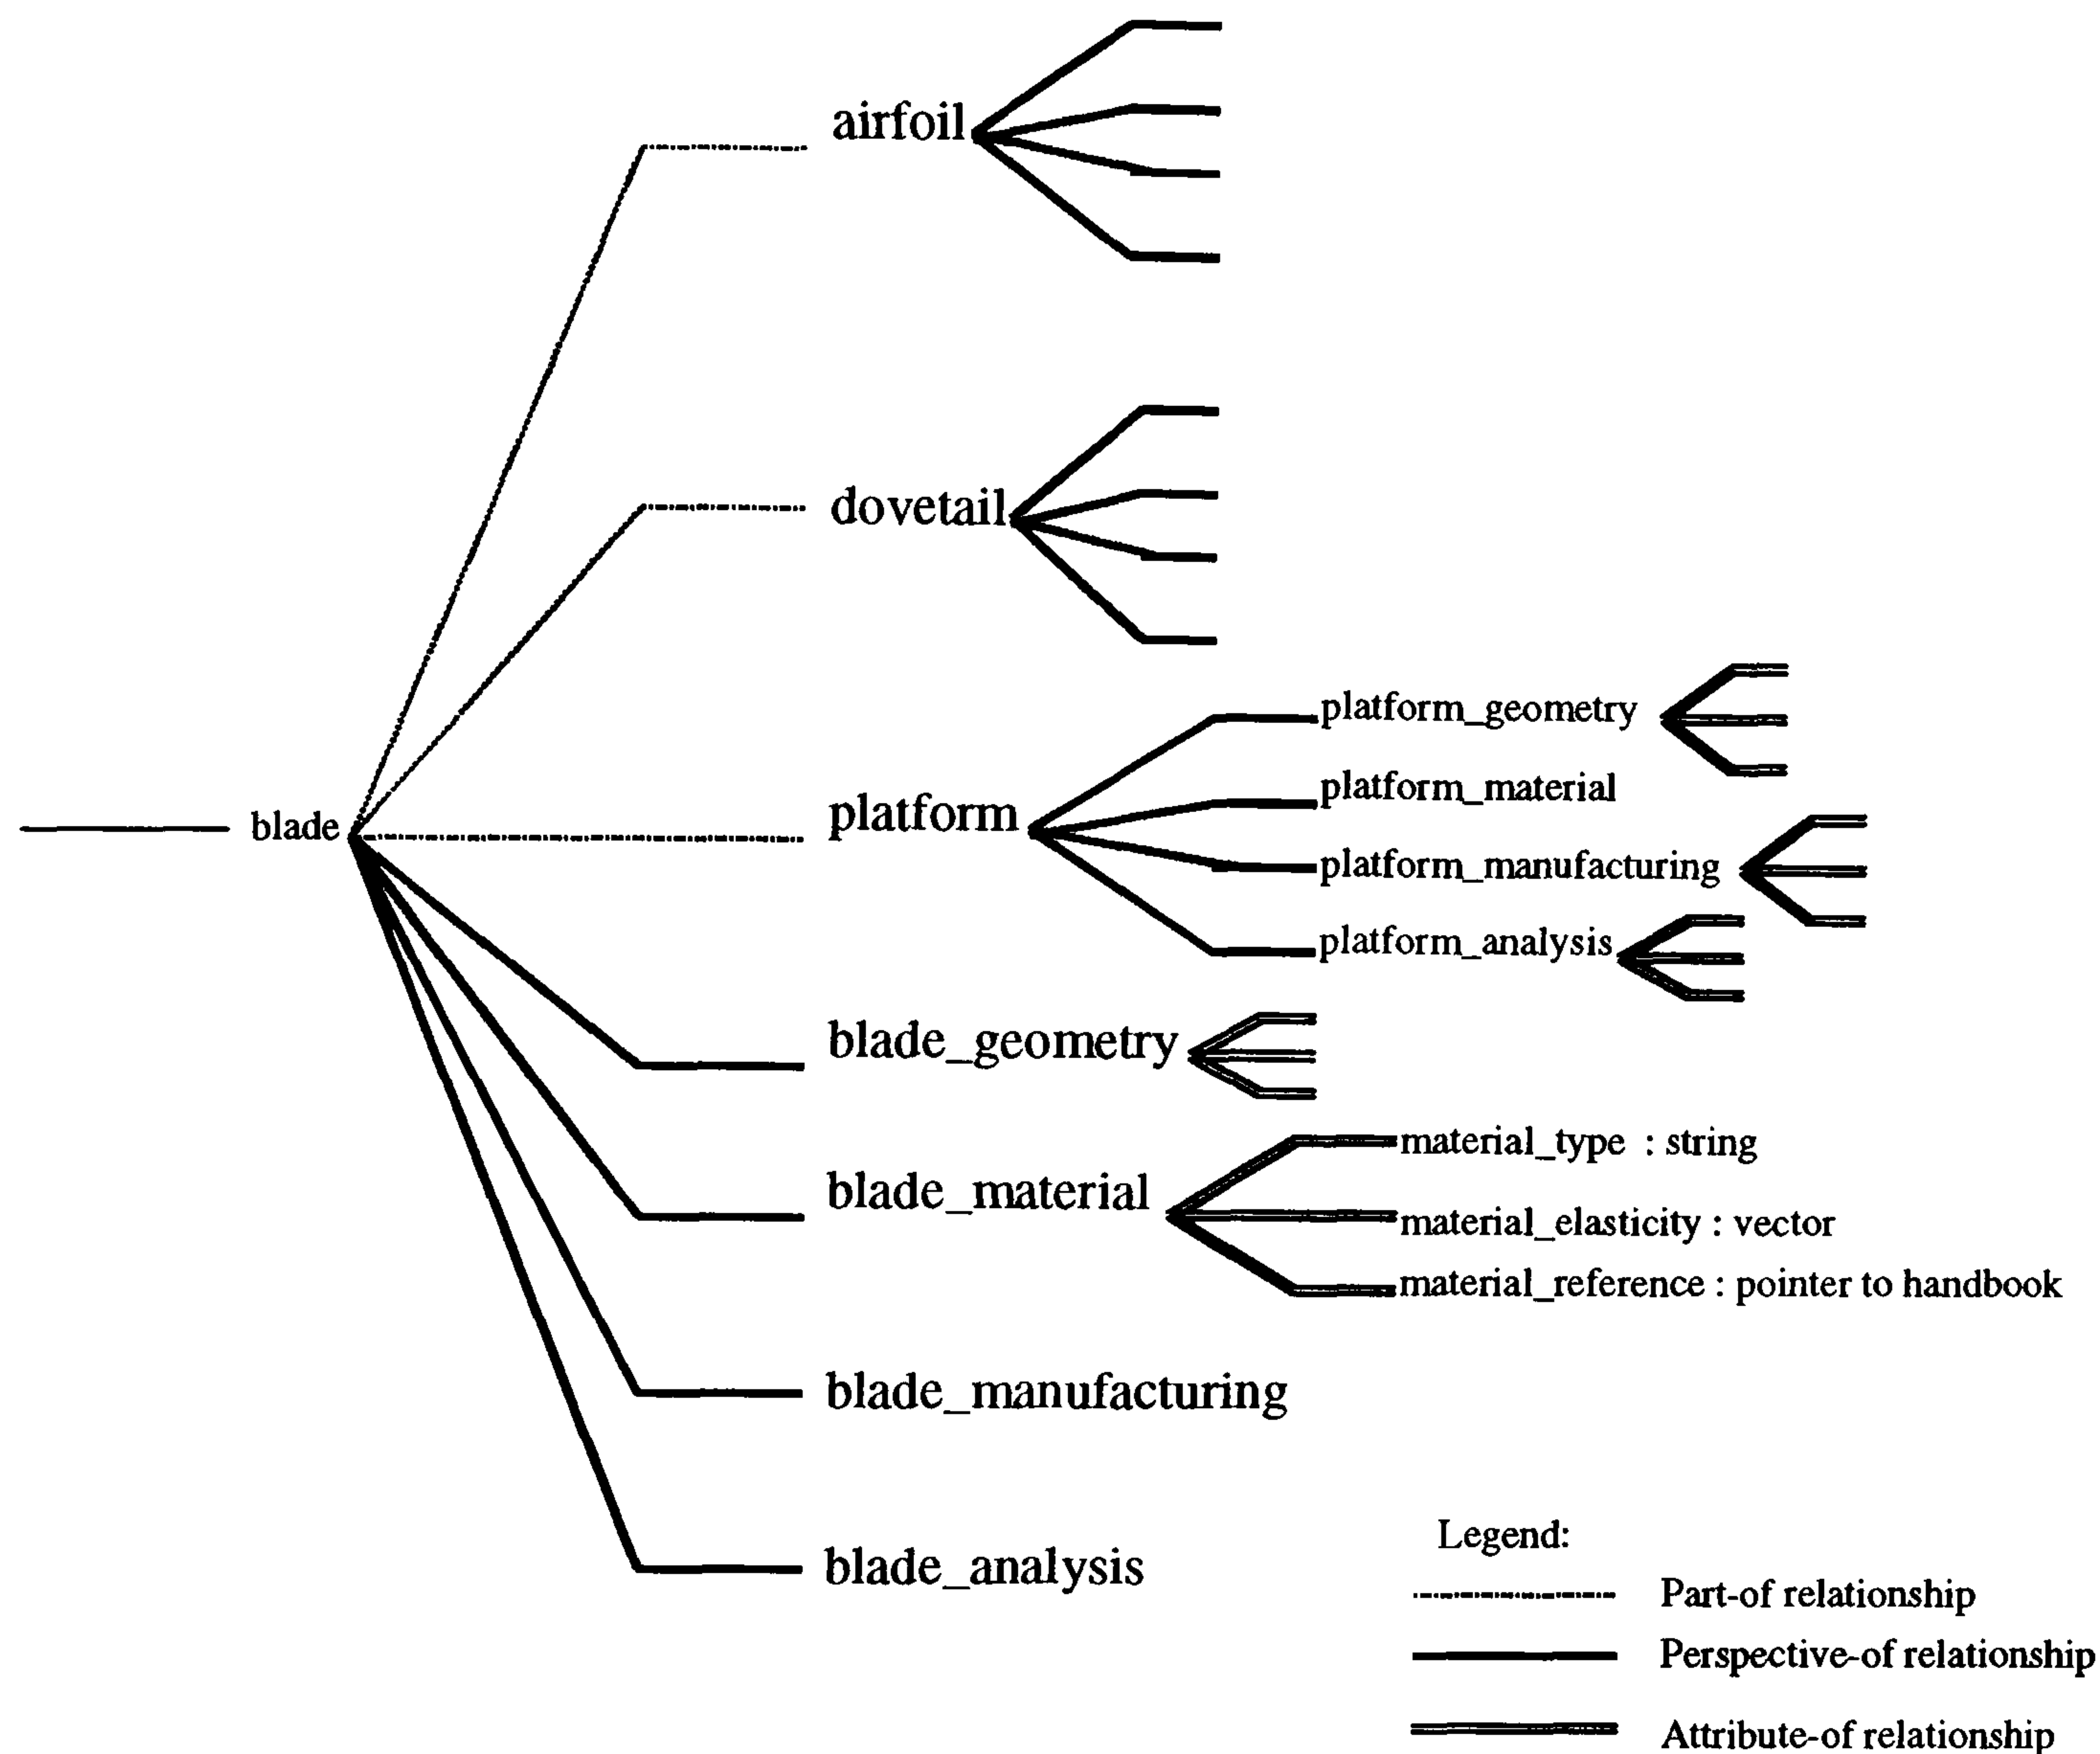 airfoil
dovetail
platform_geometry
platform_material
platform
blade
platform_manufacturing
platform_analysis
blade_geometry
material_type : string
blade_material
material_elasticity : vector
material_reference : pointer to handbook
blade_manufacturing
blade_analysis
Legend:
Part-of relationship
Perspective-of relationship
Attribute-of relationship